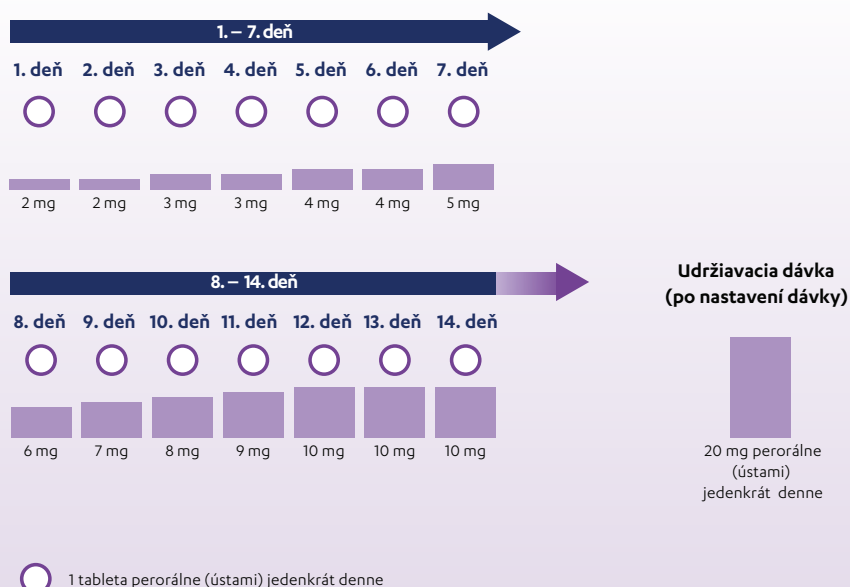 1. – 7. deň
1. deň 2. deň 3. deň 4. deň 5. deň 6. deň 7. deň
2 mg 2 mg 3 mg 3 mg 4 mg 4 mg 5 mg
8. – 14. deň
8. deň 9. deň 10. deň 11. deň 12. deň 13. deň 14. deň
6 mg 7 mg 8 mg 9 mg 10 mg 10 mg 10 mg
Udržiavacia dávka
(po nastavení dávky)
20 mg perorálne
(ústami)
jedenkrát denne
1 tableta perorálne (ústami) jedenkrát denne